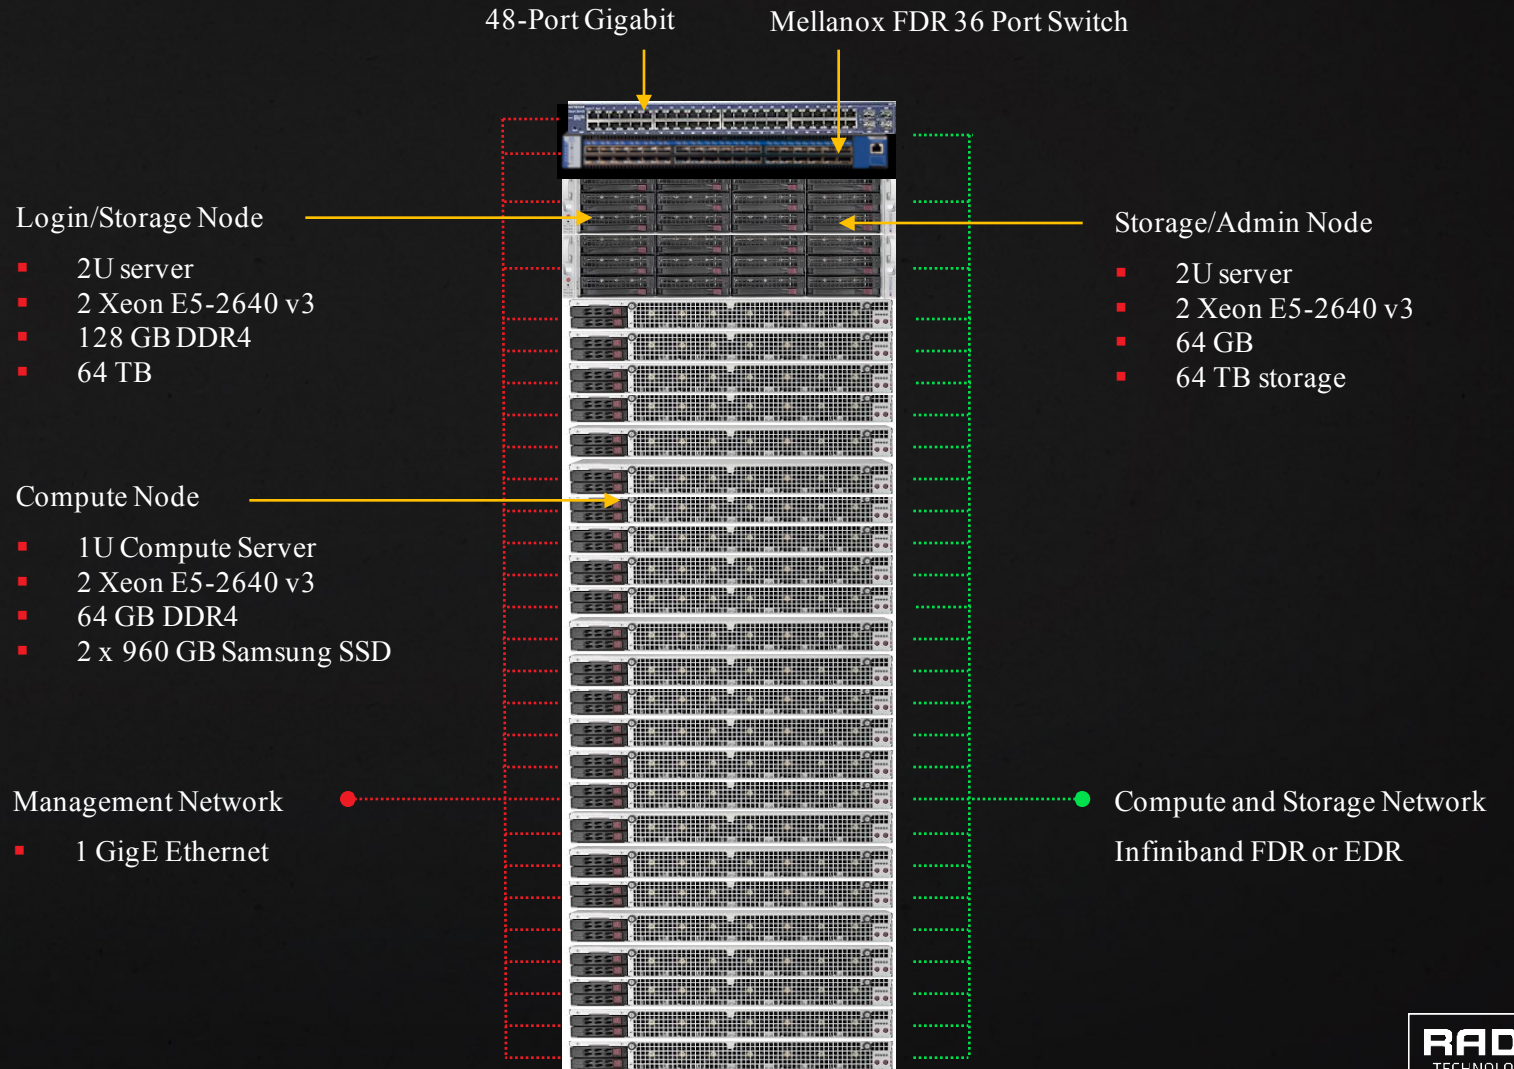 48-Port Gigabit
Mellanox FDR 36 Port Switch
Login/Storage Node
2U server
2 Xeon E5-2640 v3
128 GB DDR4
64 TB
Storage/Admin Node
2U server
2 Xeon E5-2640 v3
64 GB
64 TB storage
Compute Node
1U Compute Server
2 Xeon E5-2640 v3
64 GB DDR4
2 x 960 GB Samsung SSD
Management Network
1 GigE Ethernet
Compute and Storage Network
Infiniband FDR or EDR